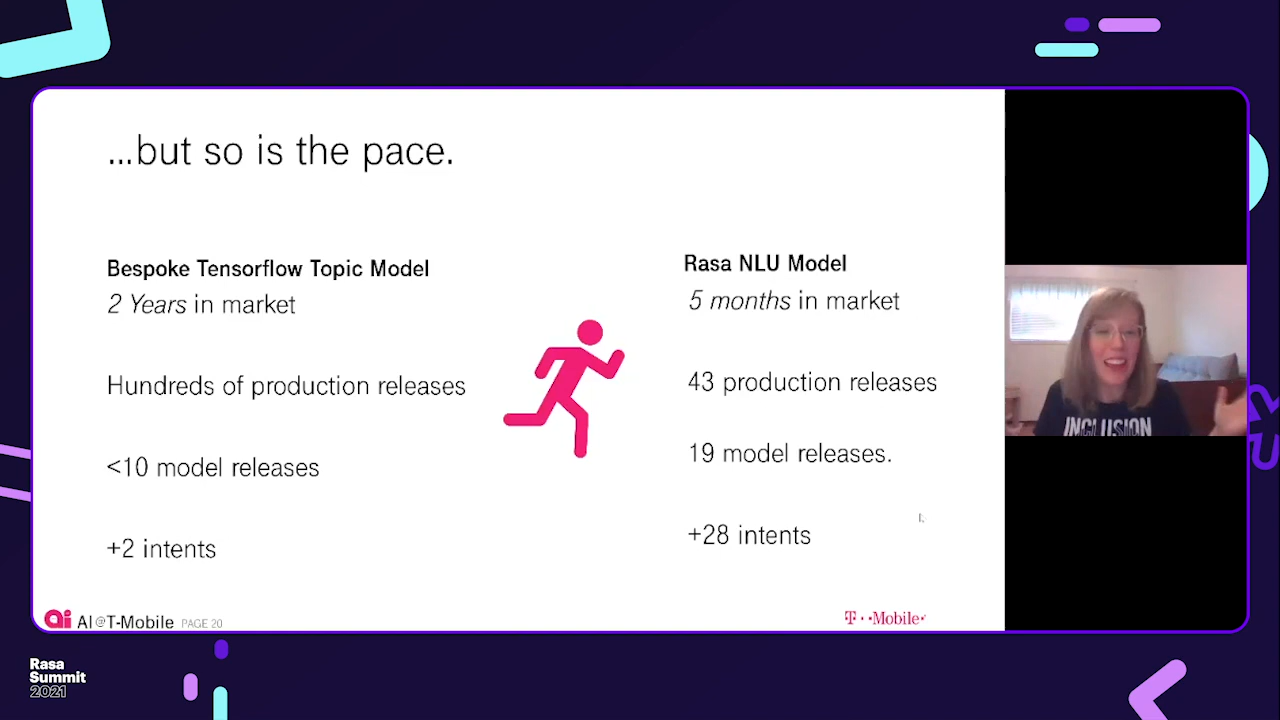 ...but so is the pace.
Bespoke Tensorflow Topic Model
2 Years in market
Hundreds of production releases
<10 model releases
+2 intents
Rasa NLU Model
5 months in market
43 production releases
19 model releases.
+28 intents
INCLUSION
ai AI@T-Mobile PAGE 20
T··Mobile·
Rasa
Summit
2021